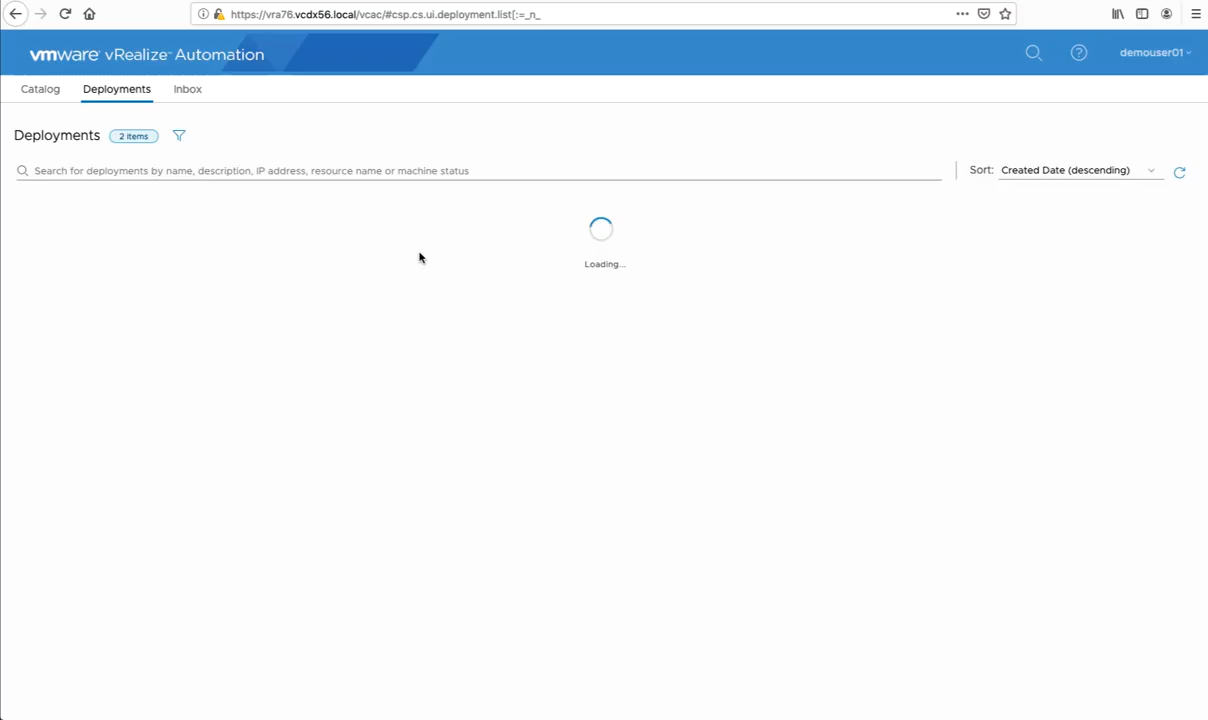 https://vra76.vcdx56.local/vcac/#csp.cs.ui.deployment.list[:=_n_
vmware vRealize Automation
demouser01
Catalog
Deployments
Inbox
Deployments
2 items
Search for deployments by name, description, IP address, resource name or machine status
Sort: Created Date (descending)
Loading...